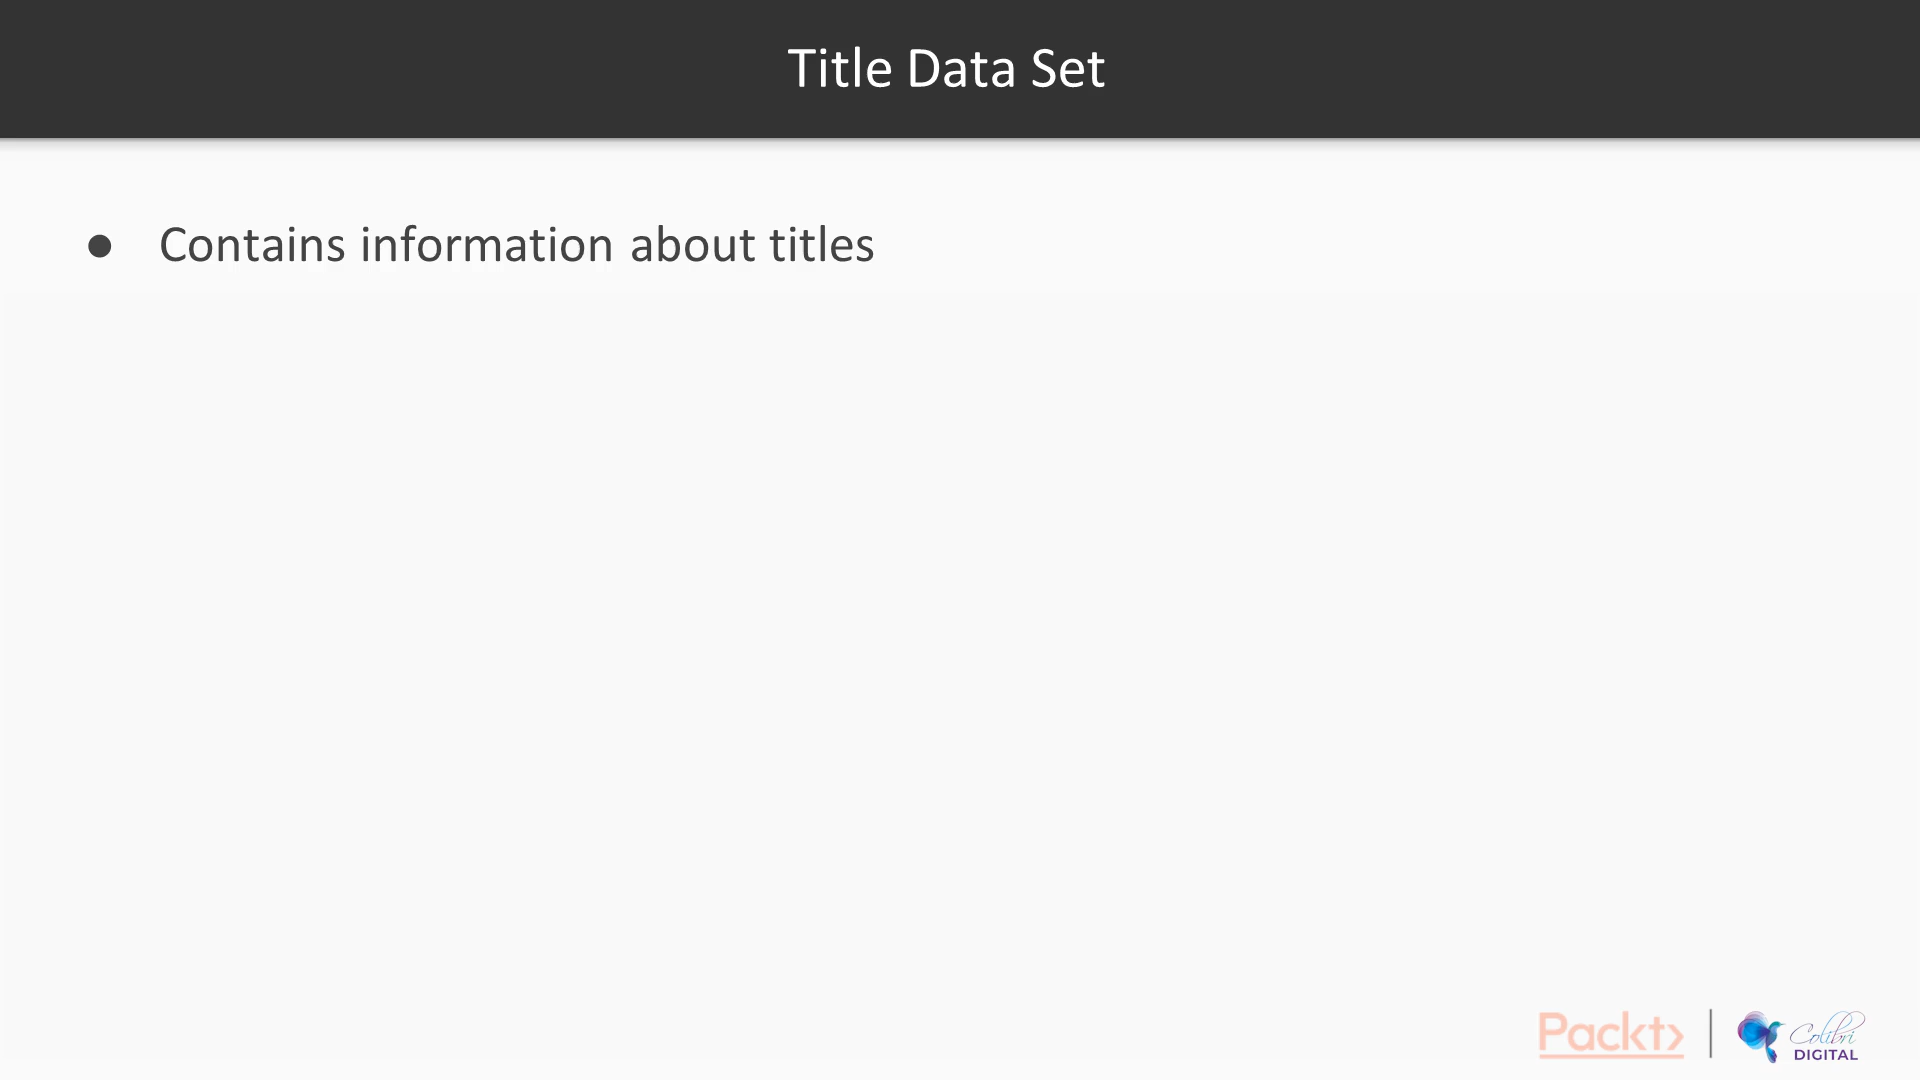 Title Data Set
● Contains information about titles
Packt>
Colibri
DIGITAL